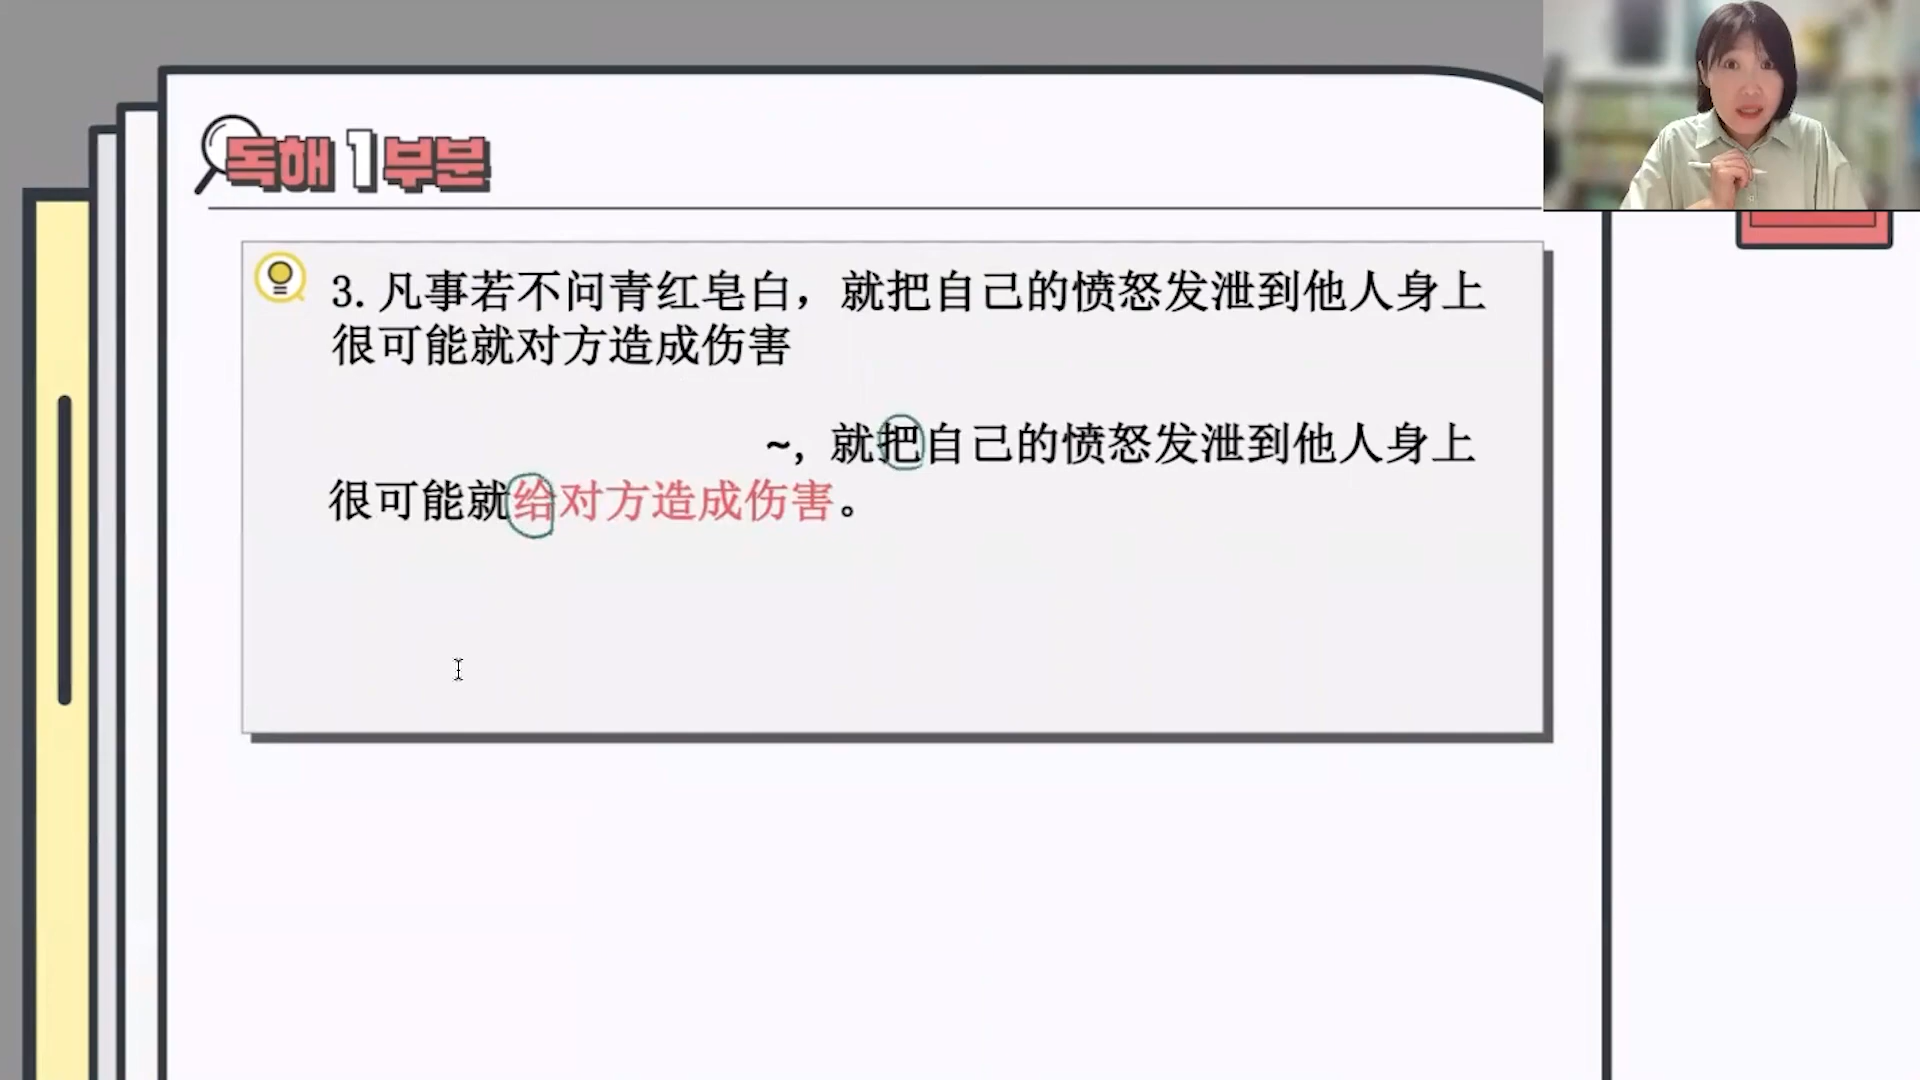 독해 1 부분
3. 凡事若不问青红皂白，就把自己的愤怒发泄到他人身上
很可能就对方造成伤害
~，就把自己的愤怒发泄到他人身上
很可能就给对方造成伤害。